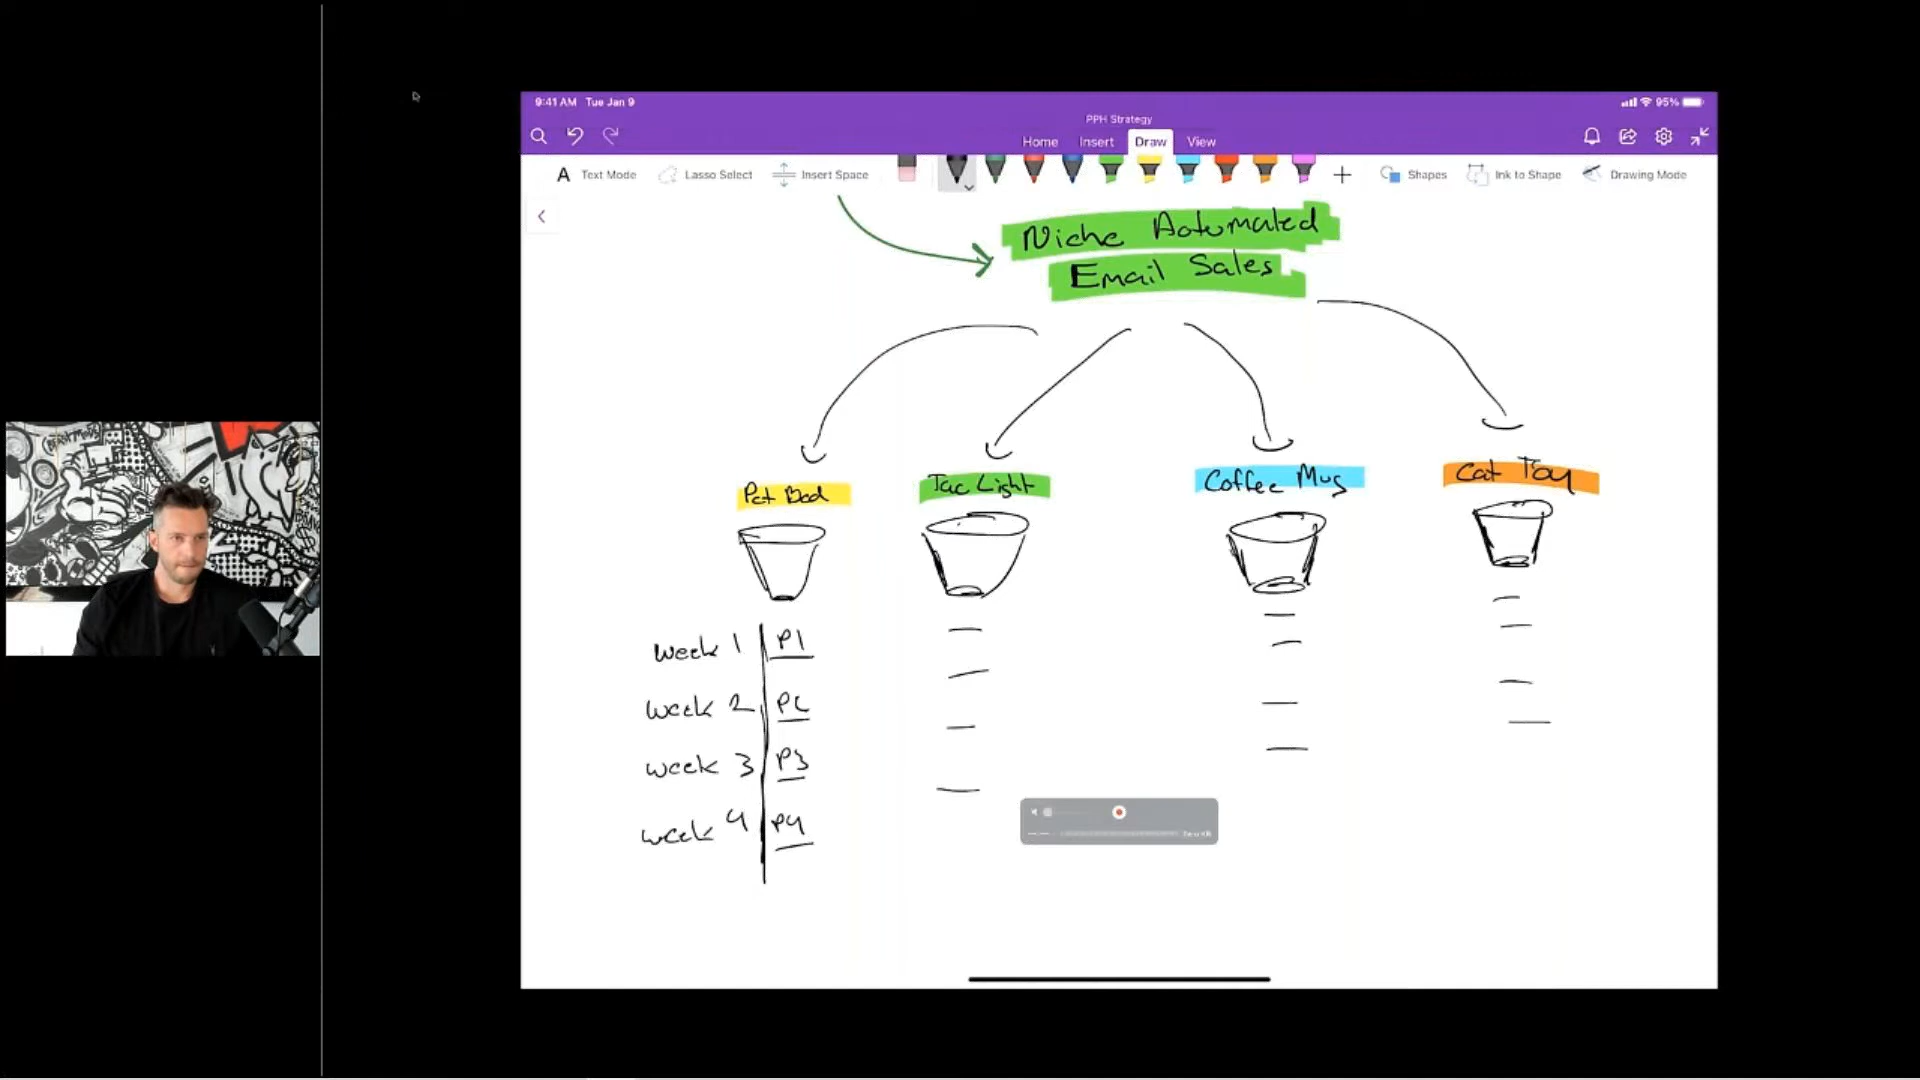 9:41 AM Tue Jan 9
95%
PPH Strategy
Home Insert Draw View
A Text Mode Lasso Select Insert Space Shapes Ink to Shape Drawing Mode
Niche Automated
Email Sales
Pet Bed Tac Light Coffee Mug Cat Toy
Week 1 P1
Week 2 P2
Week 3 P3
Week 4 P4